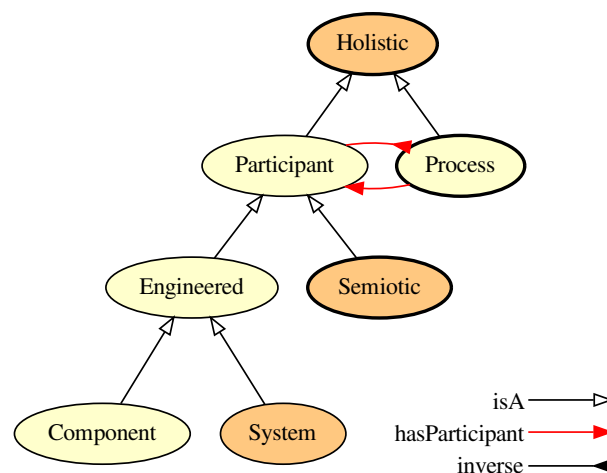 Holistic
Participant
Process
Engineered
Semiotic
Component
System
isA
hasParticipant
inverse